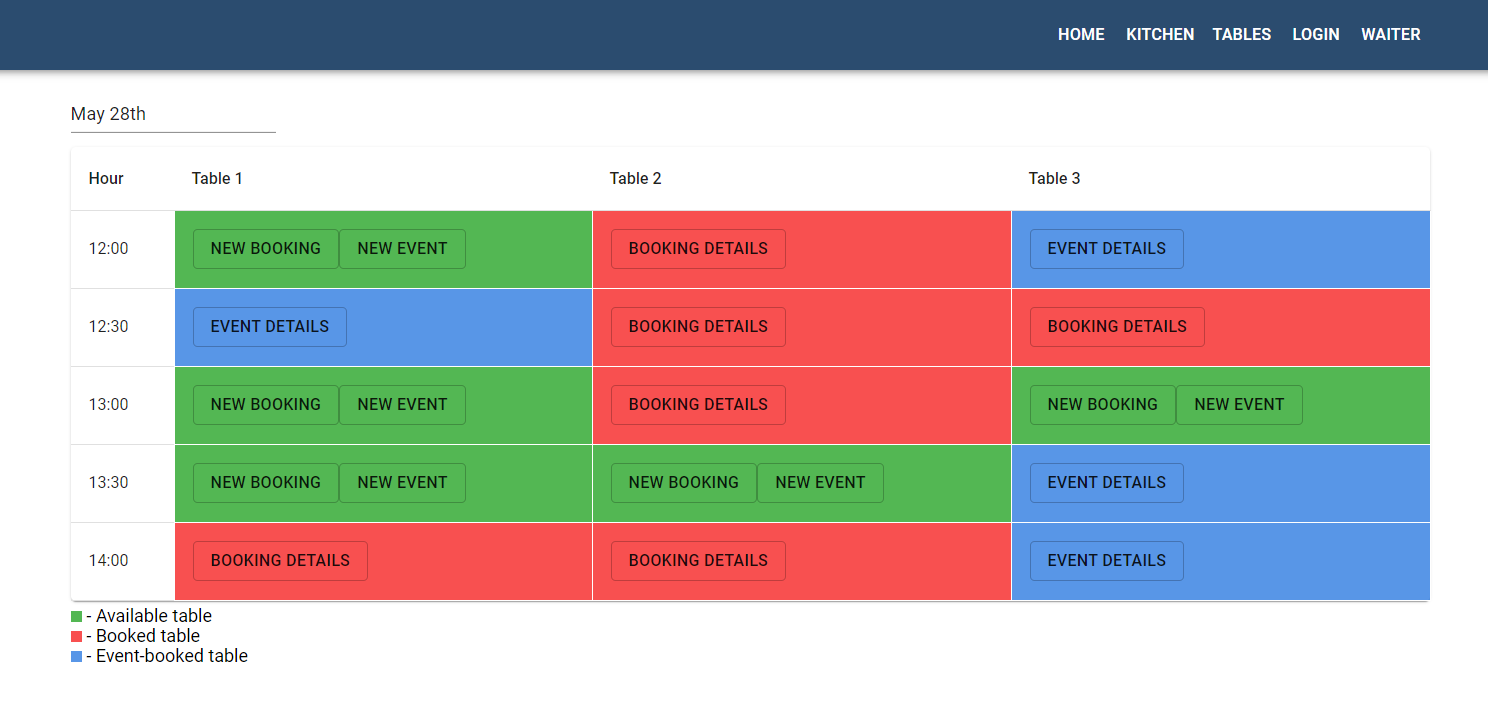 HOME KITCHEN TABLES LOGIN WAITER
May 28th
Hour Table 1 Table 2 Table 3
12:00 NEW BOOKING NEW EVENT BOOKING DETAILS EVENT DETAILS
12:30 EVENT DETAILS BOOKING DETAILS BOOKING DETAILS
13:00 NEW BOOKING NEW EVENT BOOKING DETAILS NEW BOOKING NEW EVENT
13:30 NEW BOOKING NEW EVENT NEW BOOKING NEW EVENT EVENT DETAILS
14:00 BOOKING DETAILS BOOKING DETAILS EVENT DETAILS
- Available table
- Booked table
- Event-booked table